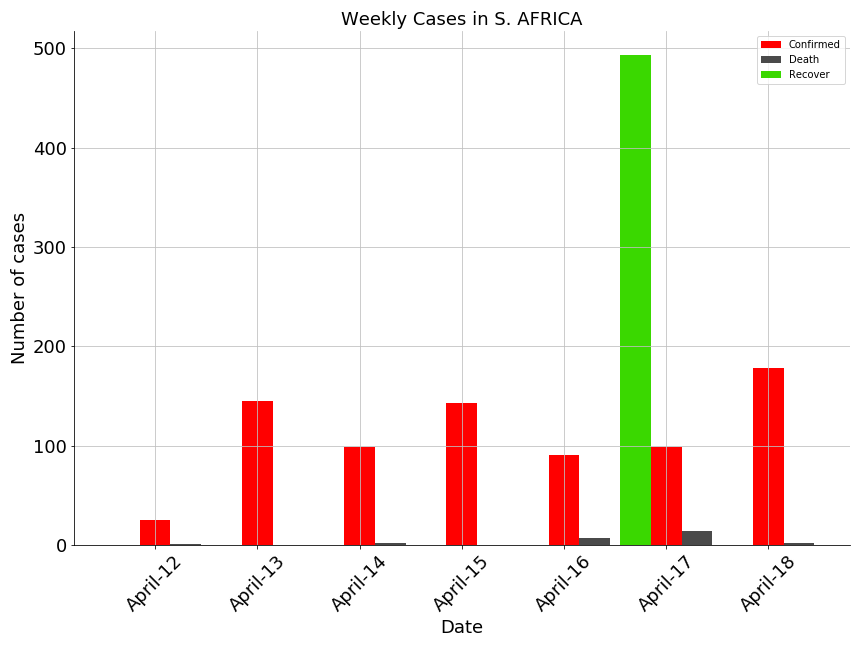 Weekly Cases in S. AFRICA
Confirmed
Death
Recover
Number of cases
500
400
300
200
100
0
April-12
April-13
April-14
April-15
April-16
April-17
April-18
Date